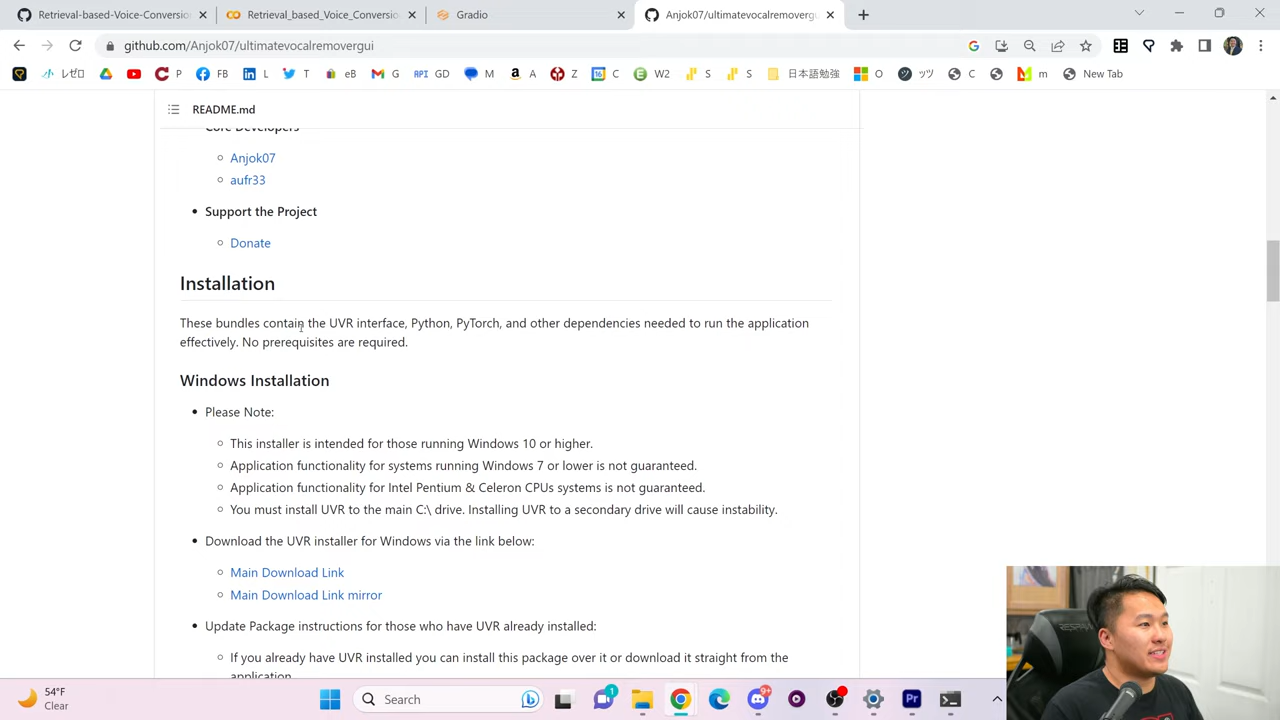 Retrieval-based-Voice-Conversio
Retrieval_based_Voice_Conversio
Gradio
Anjok07/ultimatevocalremovergu
github.com/Anjok07/ultimatevocalremovergui
レゼロ
P
FB
L
T
eB
G
API GD
M
A
Z
16 C
W2
S
S
日本語勉強
O
ツツ
C
m
New Tab
README.md
Core Developers
Anjok07
aufr33
Support the Project
Donate
Installation
These bundles contain the UVR interface, Python, PyTorch, and other dependencies needed to run the application
effectively. No prerequisites are required.
Windows Installation
Please Note:
This installer is intended for those running Windows 10 or higher.
Application functionality for systems running Windows 7 or lower is not guaranteed.
Application functionality for Intel Pentium & Celeron CPUs systems is not guaranteed.
You must install UVR to the main C:\ drive. Installing UVR to a secondary drive will cause instability.
Download the UVR installer for Windows via the link below:
Main Download Link
Main Download Link mirror
Update Package instructions for those who have UVR already installed:
If you already have UVR installed you can install this package over it or download it straight from the
application.
54°F
Clear
Search
1
9+
Pr